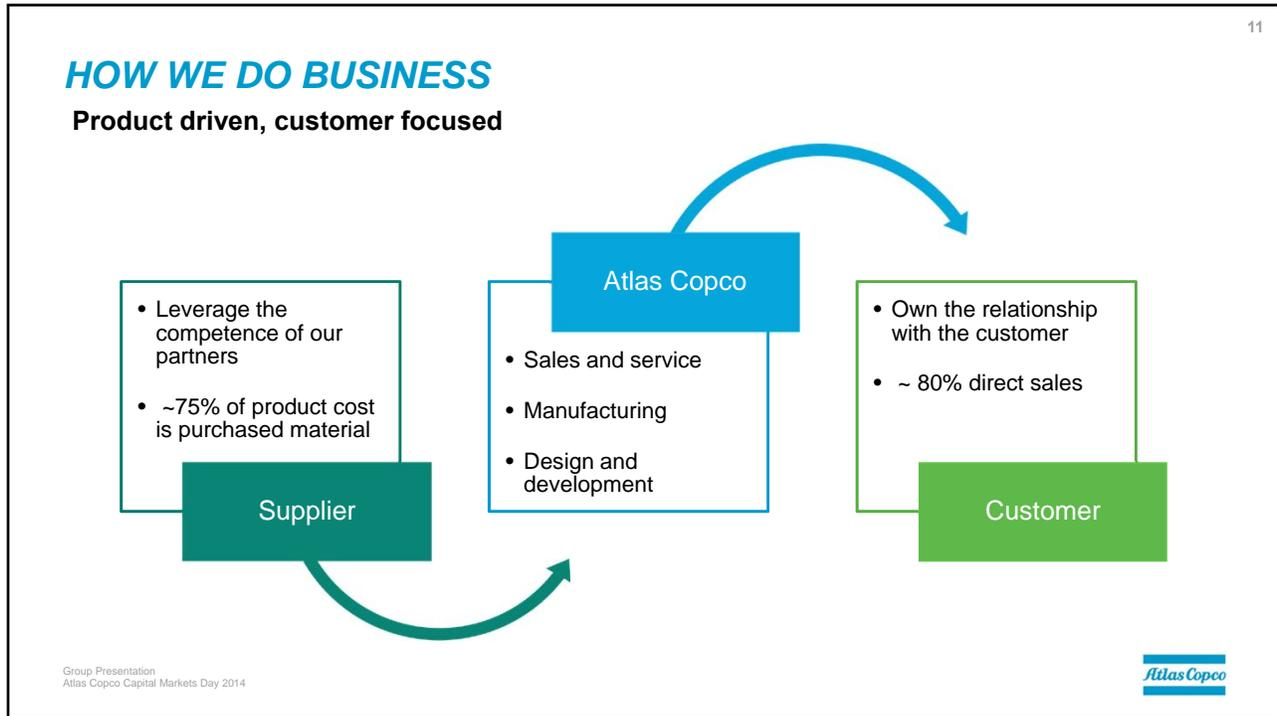 11
HOW WE DO BUSINESS
Product driven, customer focused
• Leverage the
competence of our
partners
• ~75% of product cost
is purchased material
Supplier
Atlas Copco
• Sales and service
• Manufacturing
• Design and
development
• Own the relationship
with the customer
• ~ 80% direct sales
Customer
Group Presentation
Atlas Copco Capital Markets Day 2014
Atlas Copco